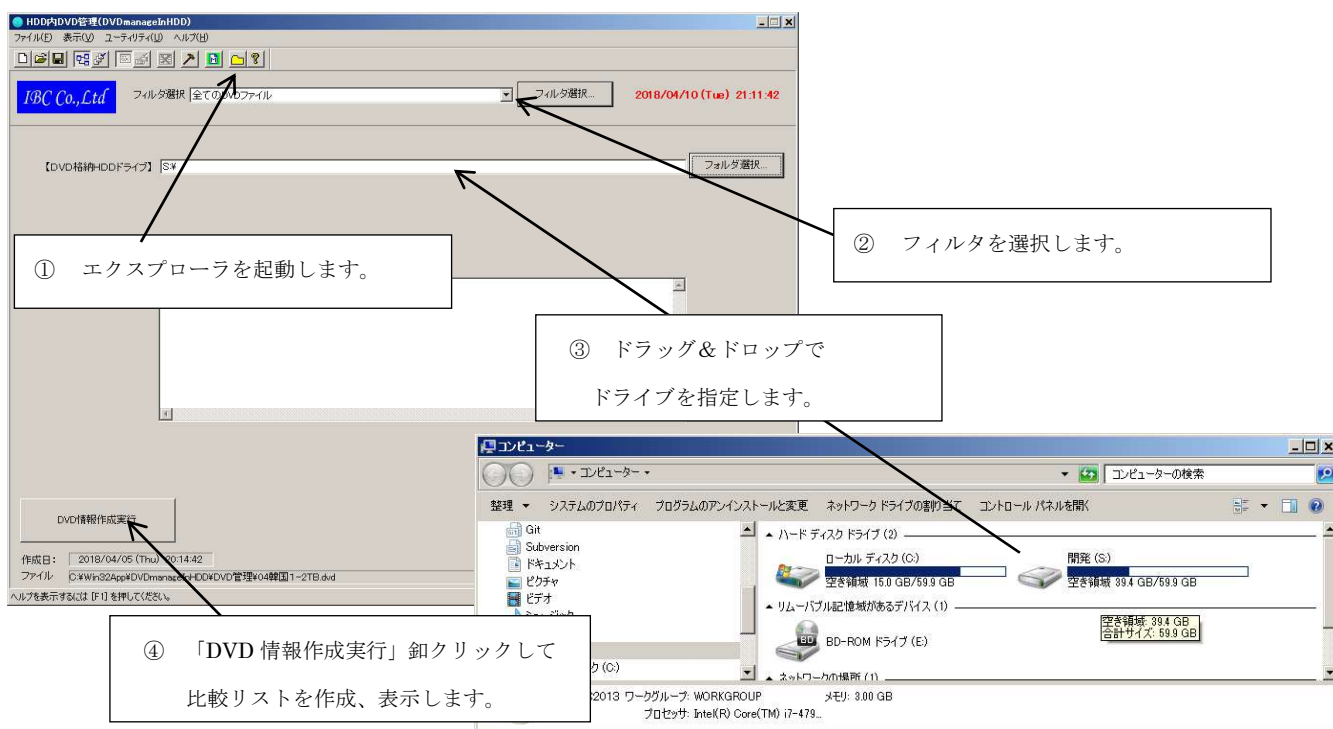 HDD内DVD管理(DVDmanageInHDD)
ファイル(F) 表示(V) ユーティリティ(U) ヘルプ(H)
IBC Co.,Ltd
フィルタ選択 全てのDVDファイル
フィルタ選択...
2018/04/10 (Tue) 21:11:42
【DVD格納HDDドライブ】 S:¥
フォルダ選択...
① エクスプローラを起動します。
② フィルタを選択します。
③ ドラッグ&ドロップで
ドライブを指定します。
DVD情報作成実行
作成日: 2018/04/05 (Thu) 20:14:42
ファイル C:¥Win32App¥DVDmanageInHDD¥DVD管理¥04韓国1-2TB.dvd
ヘルプを表示するには [F1] を押してください。
④ 「DVD 情報作成実行」釦クリックして
比較リストを作成、表示します。
コンピューター
コンピューター
コンピューターの検索
整理 システムのプロパティ プログラムのアンインストールと変更 ネットワーク ドライブの割り当て コントロール パネルを開く
Git
Subversion
ドキュメント
ピクチャ
ビデオ
ハード ディスク ドライブ (2)
ローカル ディスク (C:)
空き領域 15.0 GB/59.9 GB
開発 (S:)
空き領域 39.4 GB/59.9 GB
リムーバブル記憶域があるデバイス (1)
空き領域: 39.4 GB
合計サイズ: 59.9 GB
BD-ROM ドライブ (E:)
(C:)
ネットワークの場所 (1)
2013 ワークグループ: WORKGROUP
メモリ: 3.00 GB
プロセッサ: Intel(R) Core(TM) i7-479...